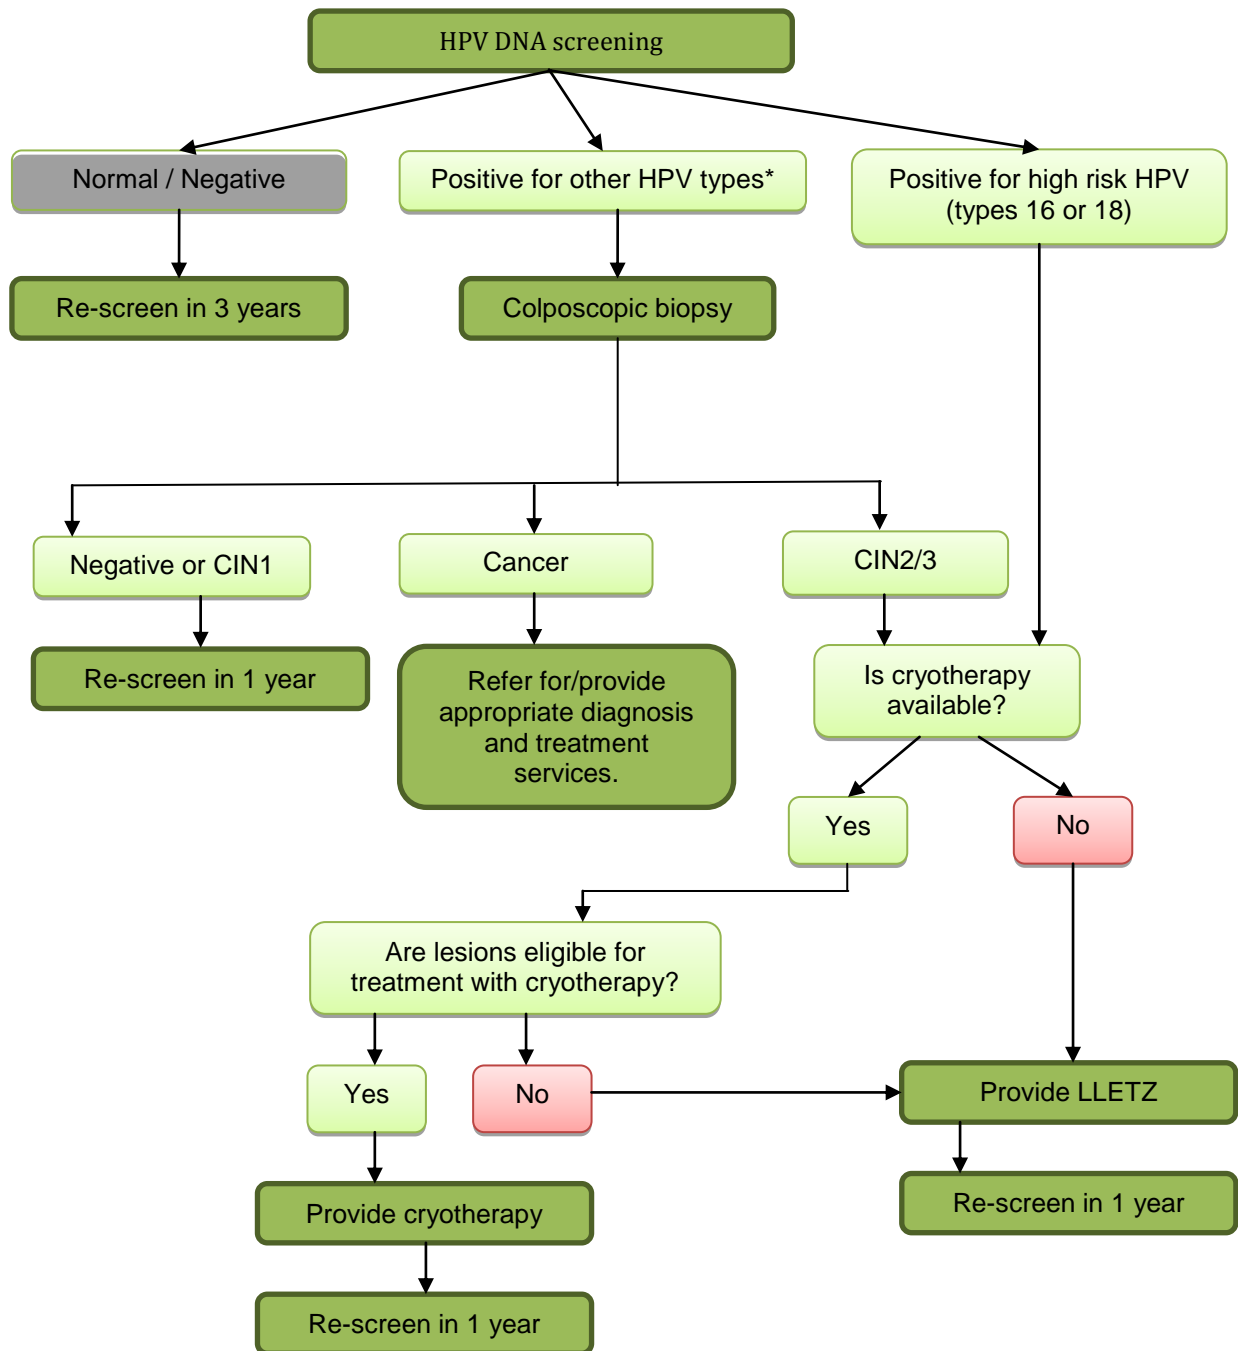 HPV DNA screening
Normal / Negative
Positive for other HPV types*
Positive for high risk HPV
(types 16 or 18)
Re-screen in 3 years
Colposcopic biopsy
Negative or CIN1
Cancer
CIN2/3
Re-screen in 1 year
Refer for/provide
appropriate diagnosis
and treatment
services.
Is cryotherapy
available?
Yes
No
Are lesions eligible for
treatment with cryotherapy?
Yes
No
Provide LLETZ
Provide cryotherapy
Re-screen in 1 year
Re-screen in 1 year